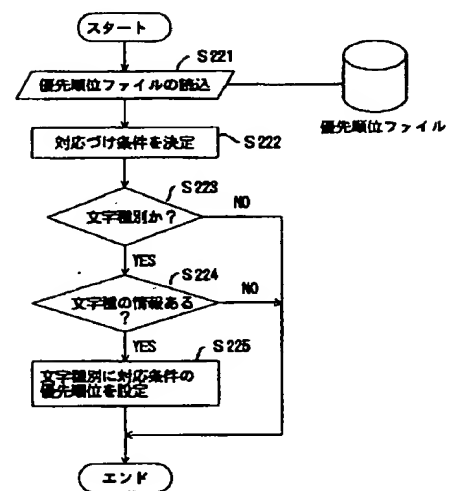 スタート
S221
優先順位ファイルの読込
優先順位ファイル
対応づけ条件を決定
S222
S223
文字種別か?
NO
YES
S224
文字種の情報ある
?
NO
YES
S225
文字種別に対応条件の
優先順位を設定
エンド